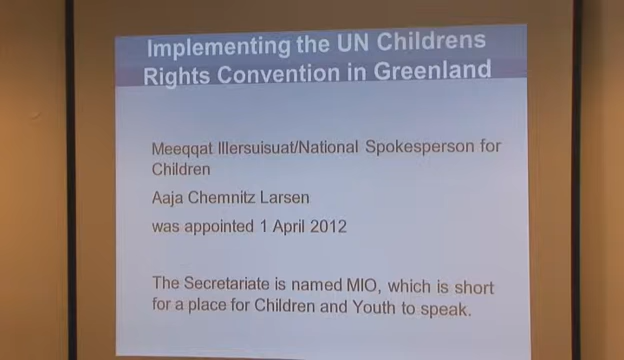 Implementing the UN Childrens
Rights Convention in Greenland
Meeqqat Illersuisuat/National Spokesperson for
Children
Aaja Chemnitz Larsen
was appointed 1 April 2012
The Secretariate is named MIO, which is short
for a place for Children and Youth to speak.